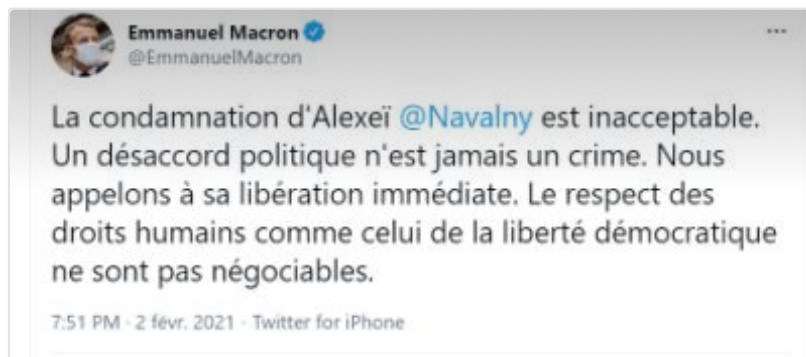 Emmanuel Macron
@EmmanuelMacron
La condamnation d'Alexeï @Navalny est inacceptable.
Un désaccord politique n'est jamais un crime. Nous
appelons à sa libération immédiate. Le respect des
droits humains comme celui de la liberté démocratique
ne sont pas négociables.
7:51 PM · 2 févr. 2021 · Twitter for iPhone